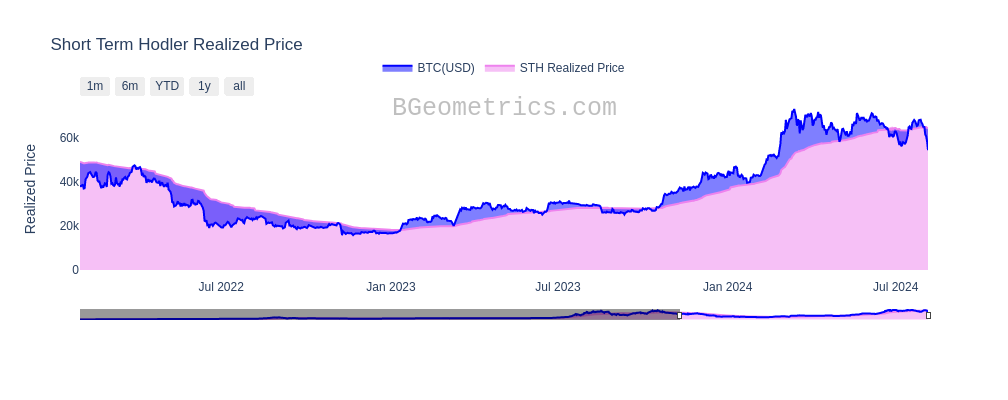 Short Term Hodler Realized Price
BTC(USD) STH Realized Price
1m 6m YTD 1y all
BGeometrics.com
Realized Price
60k
40k
20k
0
Jul 2022 Jan 2023 Jul 2023 Jan 2024 Jul 2024